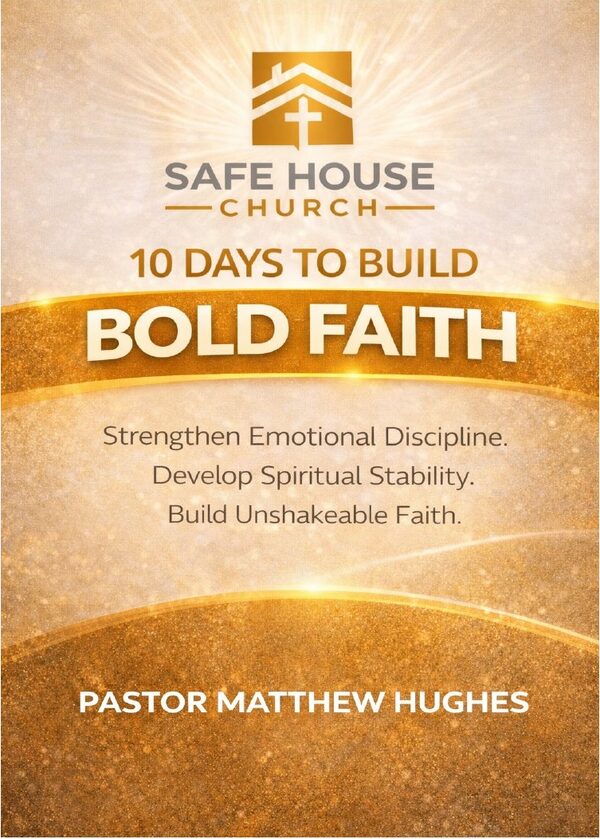 SAFE HOUSE
CHURCH
10 DAYS TO BUILD
BOLD FAITH
Strengthen Emotional Discipline.
Develop Spiritual Stability.
Build Unshakeable Faith.
PASTOR MATTHEW HUGHES